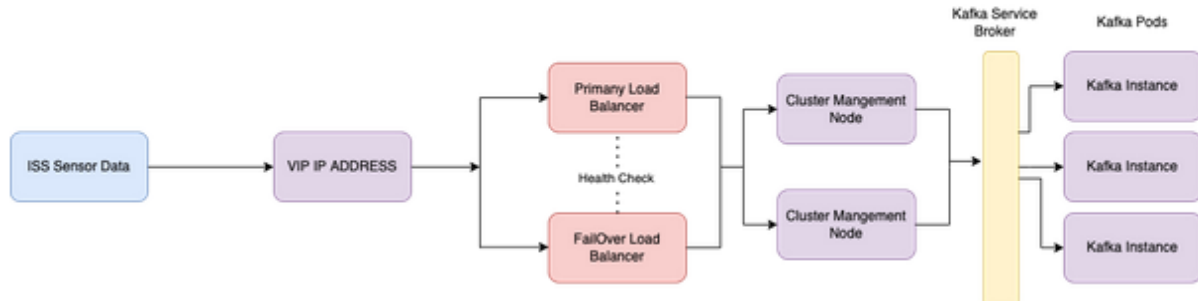 Kafka Service
Broker
Kafka Pods
ISS Sensor Data
VIP IP ADDRESS
Primany Load
Balancer
Health Check
FailOver Load
Balancer
Cluster Mangement
Node
Cluster Mangement
Node
Kafka Instance
Kafka Instance
Kafka Instance